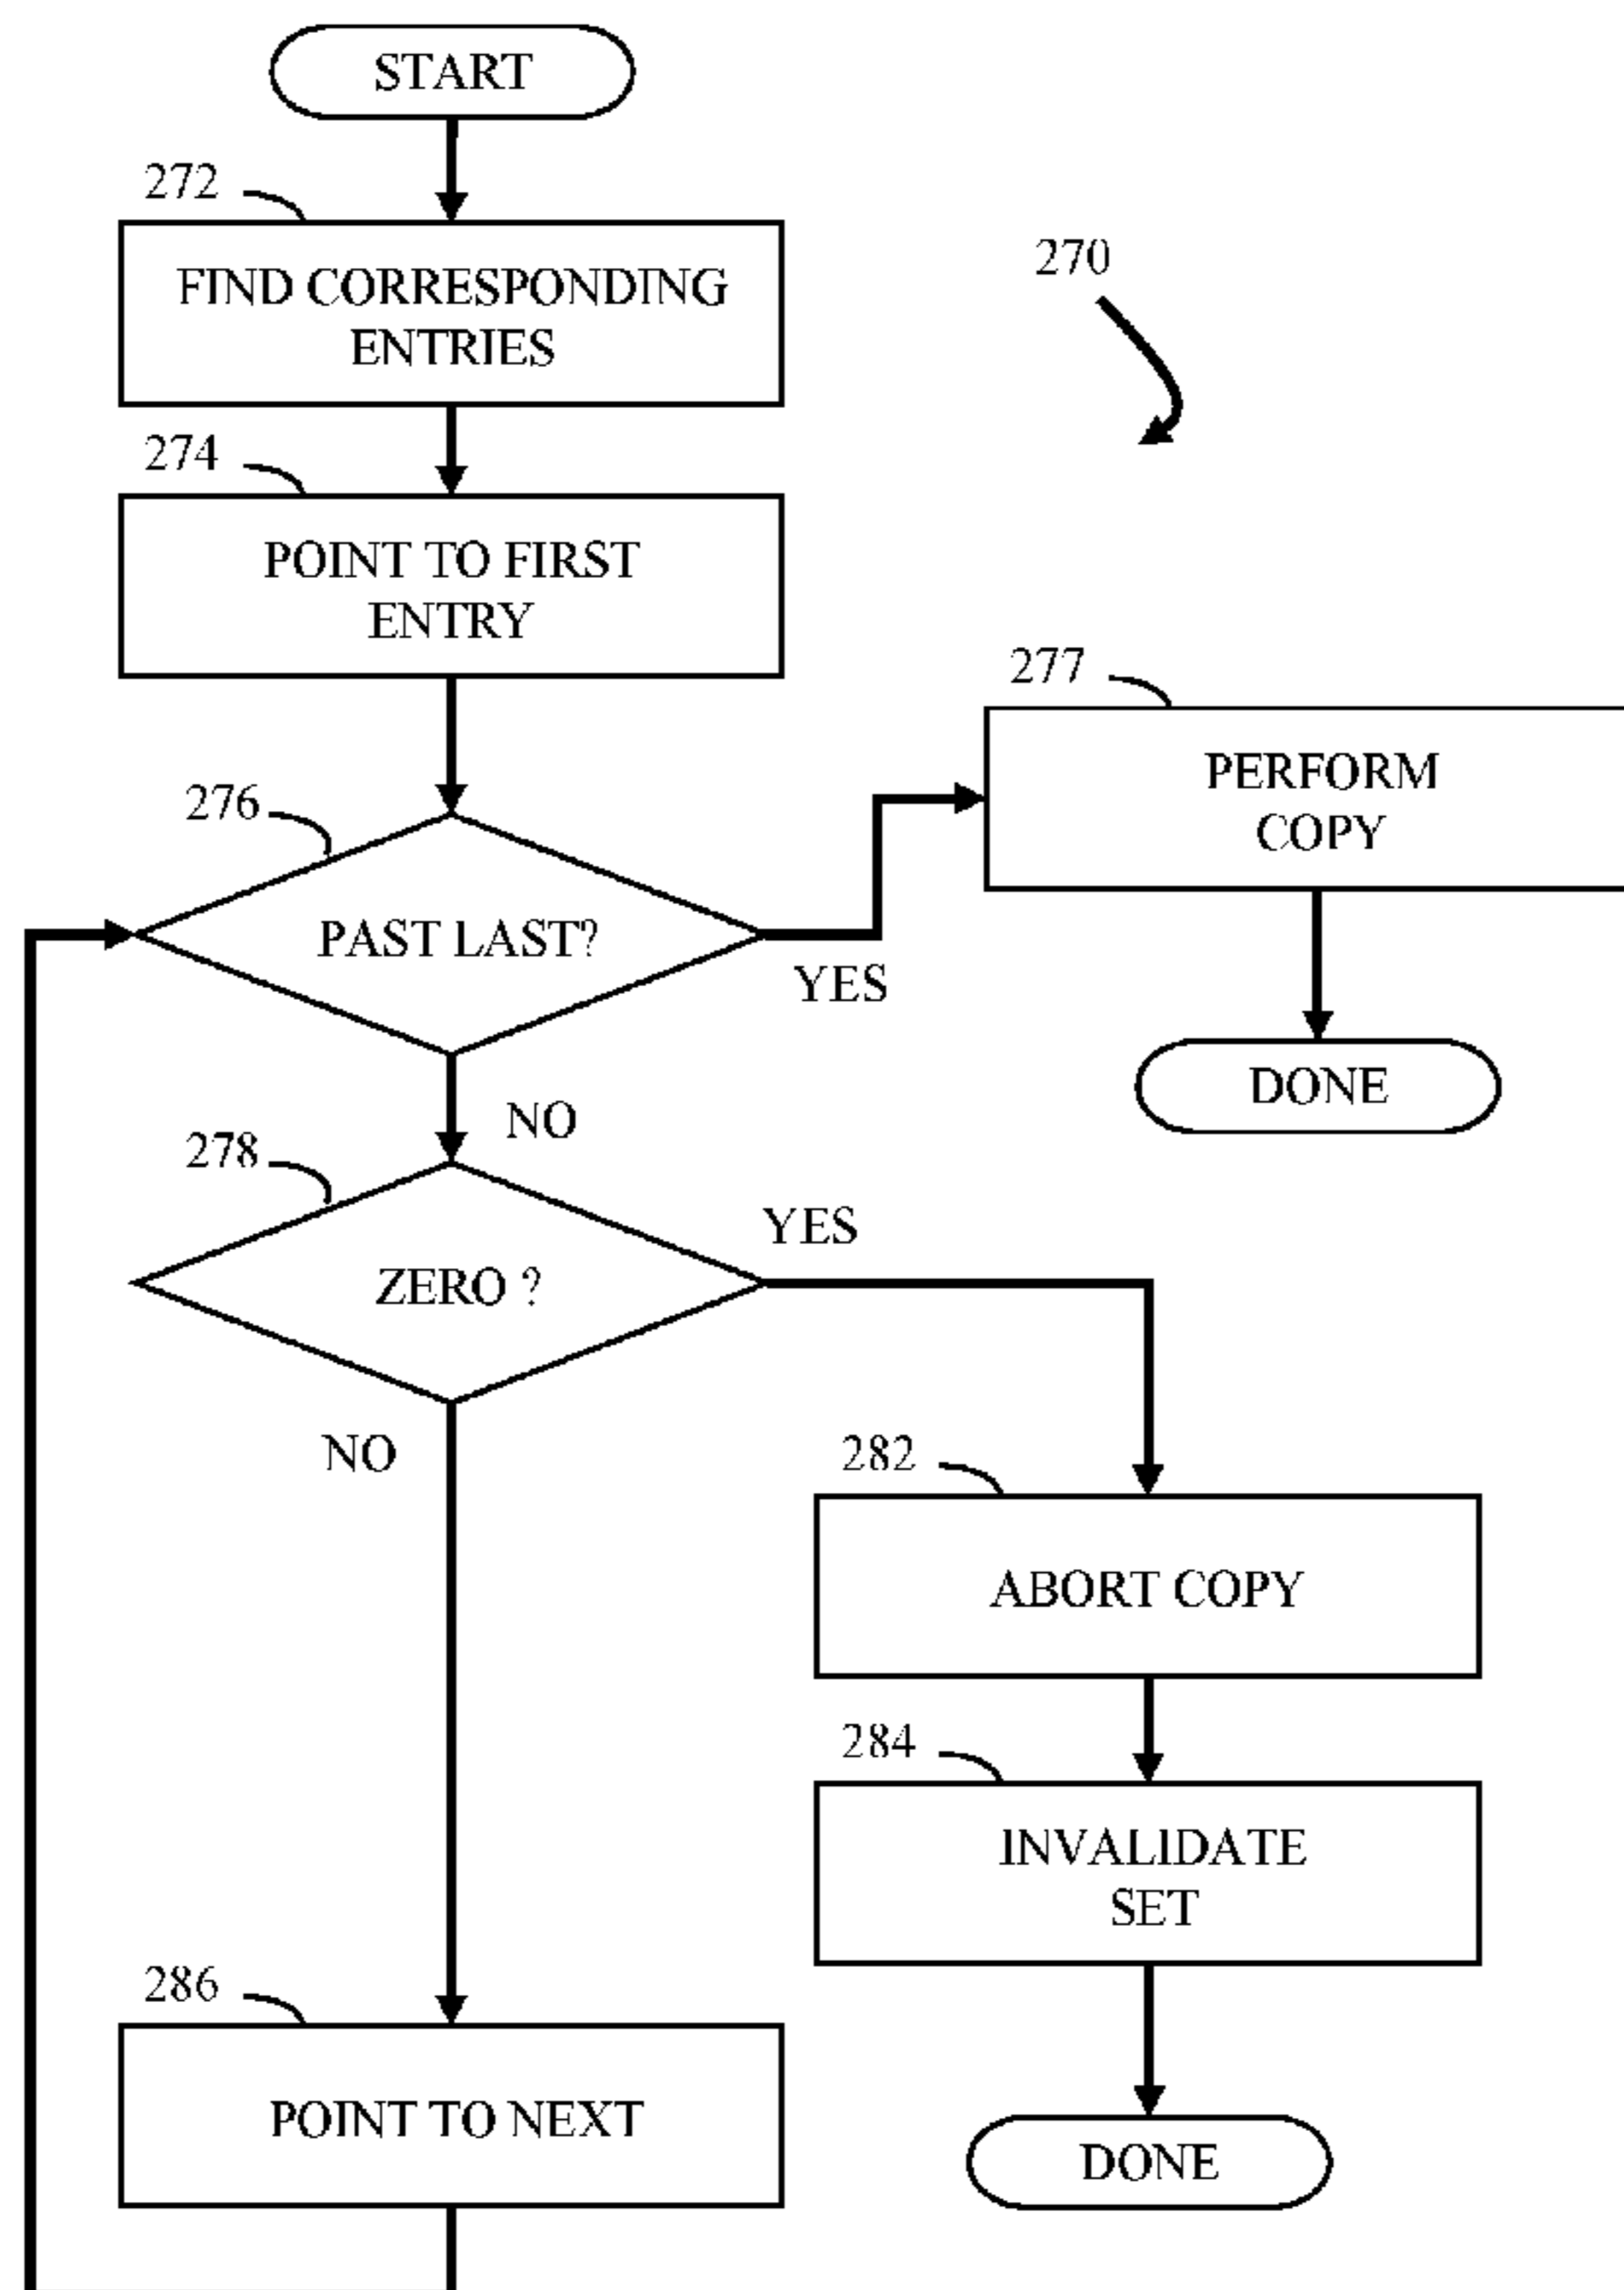 START
272
FIND CORRESPONDING
ENTRIES
270
274
POINT TO FIRST
ENTRY
277
PERFORM
COPY
276
PAST LAST?
YES
DONE
NO
278
YES
ZERO ?
NO
282
ABORT COPY
284
INVALIDATE
SET
286
POINT TO NEXT
DONE